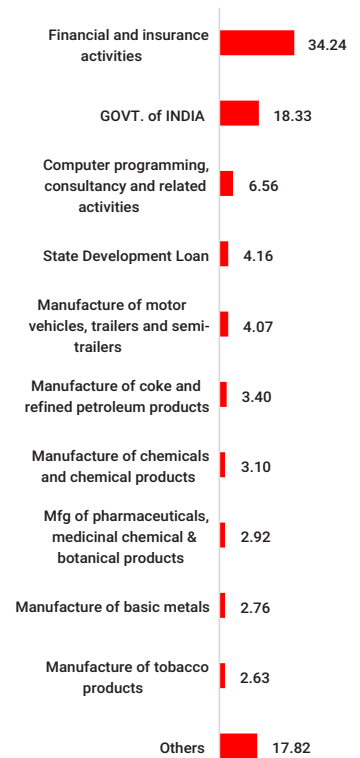 Financial and insurance
activities
34.24
GOVT. of INDIA
18.33
Computer programming,
consultancy and related
activities
6.56
State Development Loan
4.16
Manufacture of motor
vehicles, trailers and semi-
trailers
4.07
Manufacture of coke and
refined petroleum products
3.40
Manufacture of chemicals
and chemical products
3.10
Mfg of pharmaceuticals,
medicinal chemical &
botanical products
2.92
Manufacture of basic metals
2.76
Manufacture of tobacco
products
2.63
Others
17.82